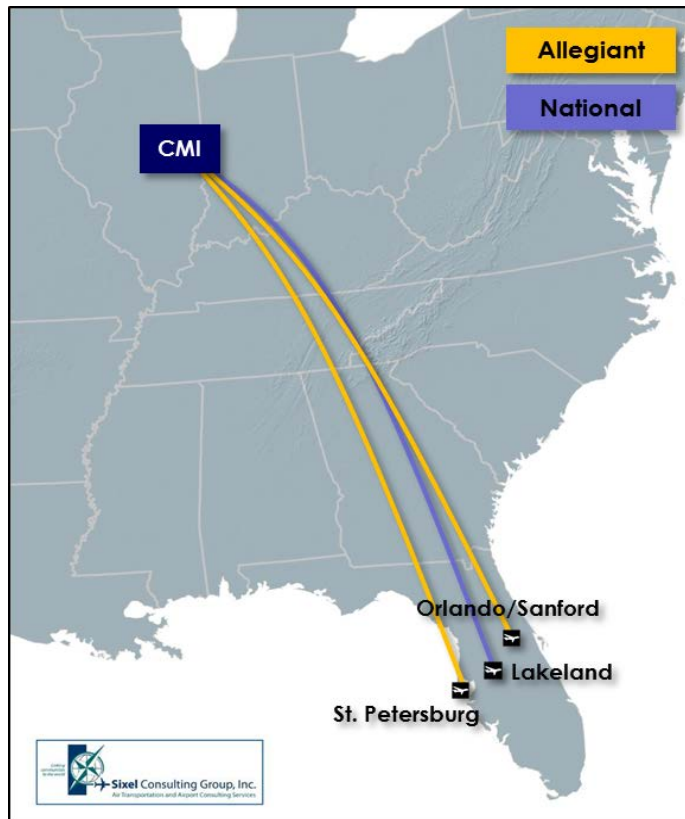 Allegiant
National
CMI
Orlando/Sanford
Lakeland
St. Petersburg
Sixel Consulting Group, Inc.
Air Transportation and Airport Consulting Services